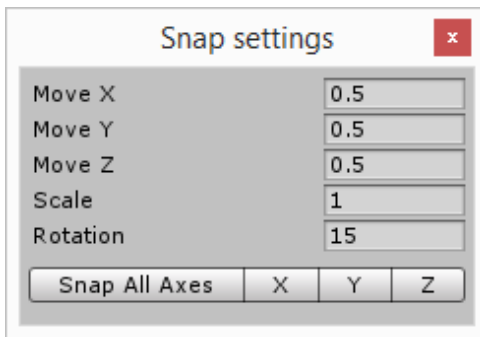 Snap settings x
Move X 0.5
Move Y 0.5
Move Z 0.5
Scale 1
Rotation 15
Snap All Axes X Y Z